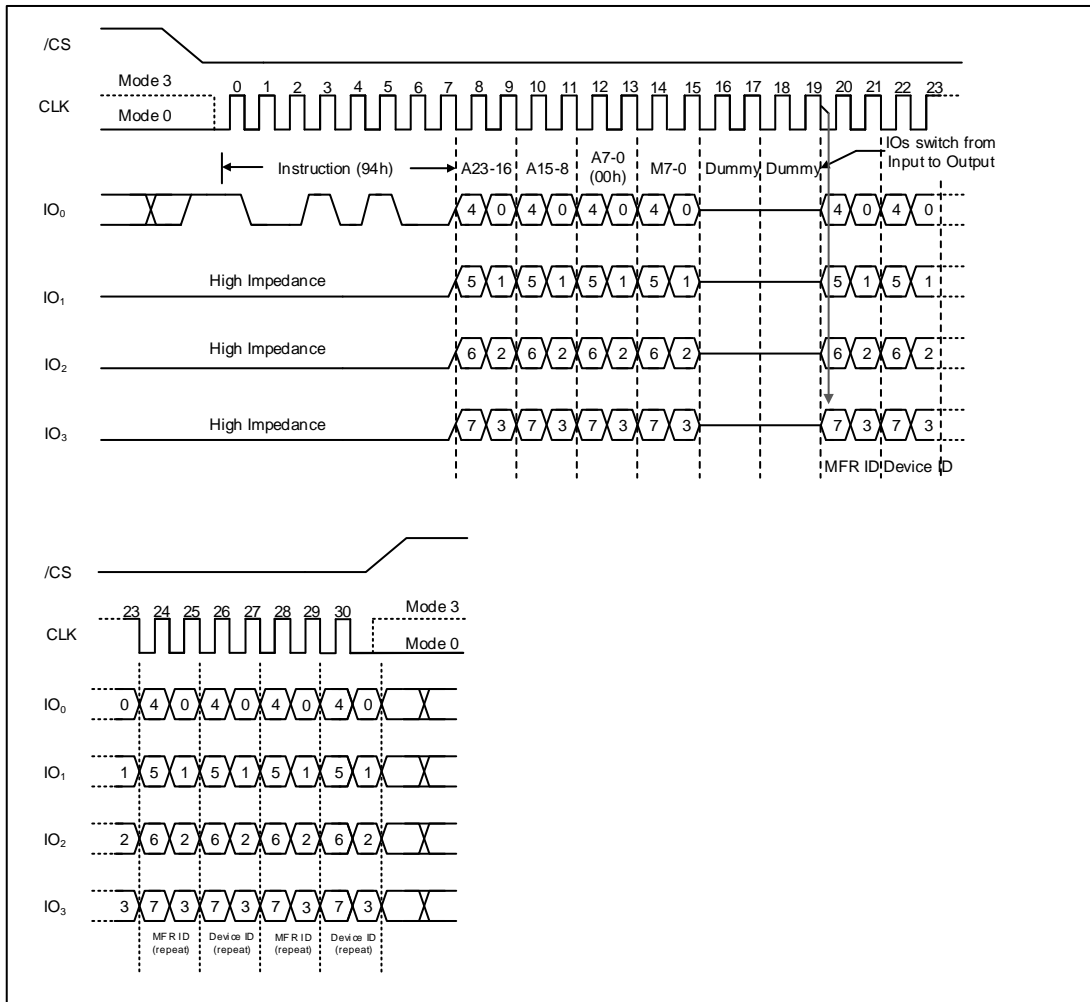 /CS
Mode 3
0 1 2 3 4 5 6 7 8 9 10 11 12 13 14 15 16 17 18 19 20 21 22 23
CLK
Mode 0
IOs switch from
Input to Output
Instruction (94h) A23-16 A15-8 A7-0 (00h) M7-0 Dummy Dummy
IO₀ 4 0 4 0 4 0 4 0 4 0 4 0
High Impedance
IO₁ 5 1 5 1 5 1 5 1 5 1 5 1
High Impedance
IO₂ 6 2 6 2 6 2 6 2 6 2 6 2
High Impedance
IO₃ 7 3 7 3 7 3 7 3 7 3 7 3
MFR ID Device ID
/CS
23 24 25 26 27 28 29 30
Mode 3
CLK
Mode 0
IO₀ 0 4 0 4 0 4 0 4 0
IO₁ 1 5 1 5 1 5 1 5 1
IO₂ 2 6 2 6 2 6 2 6 2
IO₃ 3 7 3 7 3 7 3 7 3
MFR ID Device ID MFR ID Device ID
(repeat) (repeat) (repeat) (repeat)